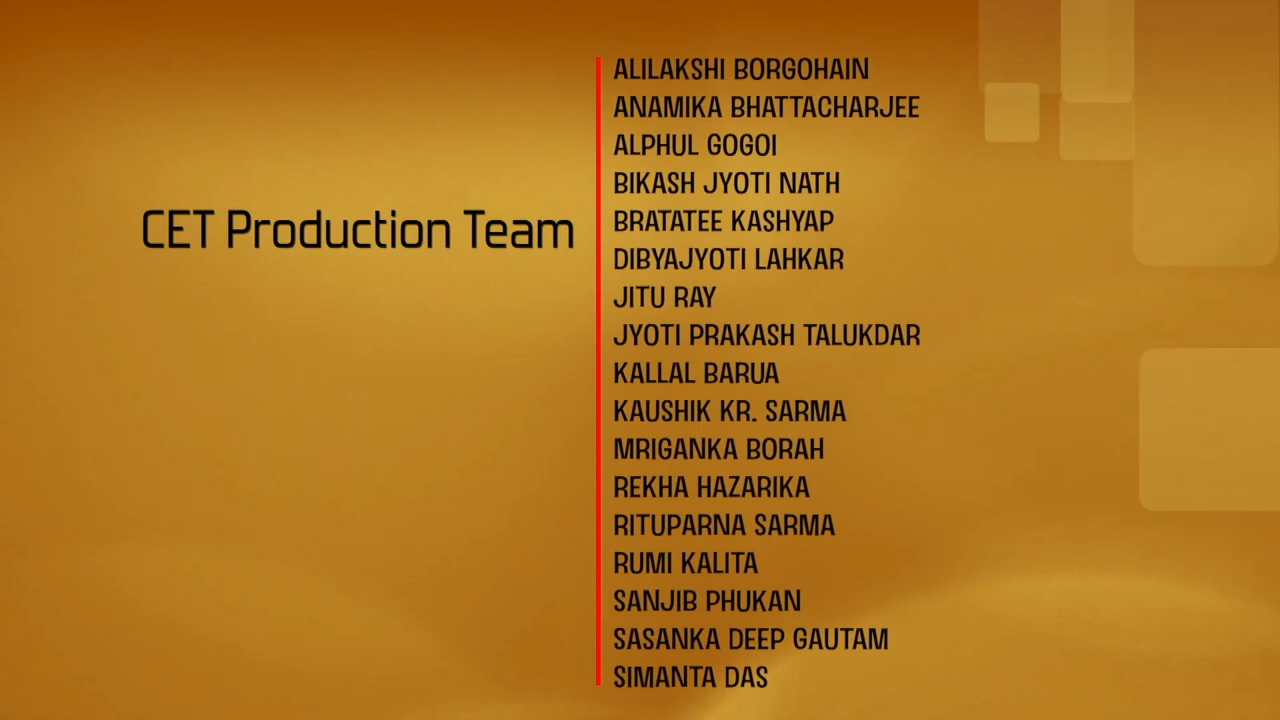 CET Production Team
ALILAKSHI BORGOHAIN
ANAMIKA BHATTACHARJEE
ALPHUL GOGOI
BIKASH JYOTI NATH
BRATATEE KASHYAP
DIBYAJYOTI LAHKAR
JITU RAY
JYOTI PRAKASH TALUKDAR
KALLAL BARUA
KAUSHIK KR. SARMA
MRIGANKA BORAH
REKHA HAZARIKA
RITUPARNA SARMA
RUMI KALITA
SANJIB PHUKAN
SASANKA DEEP GAUTAM
SIMANTA DAS